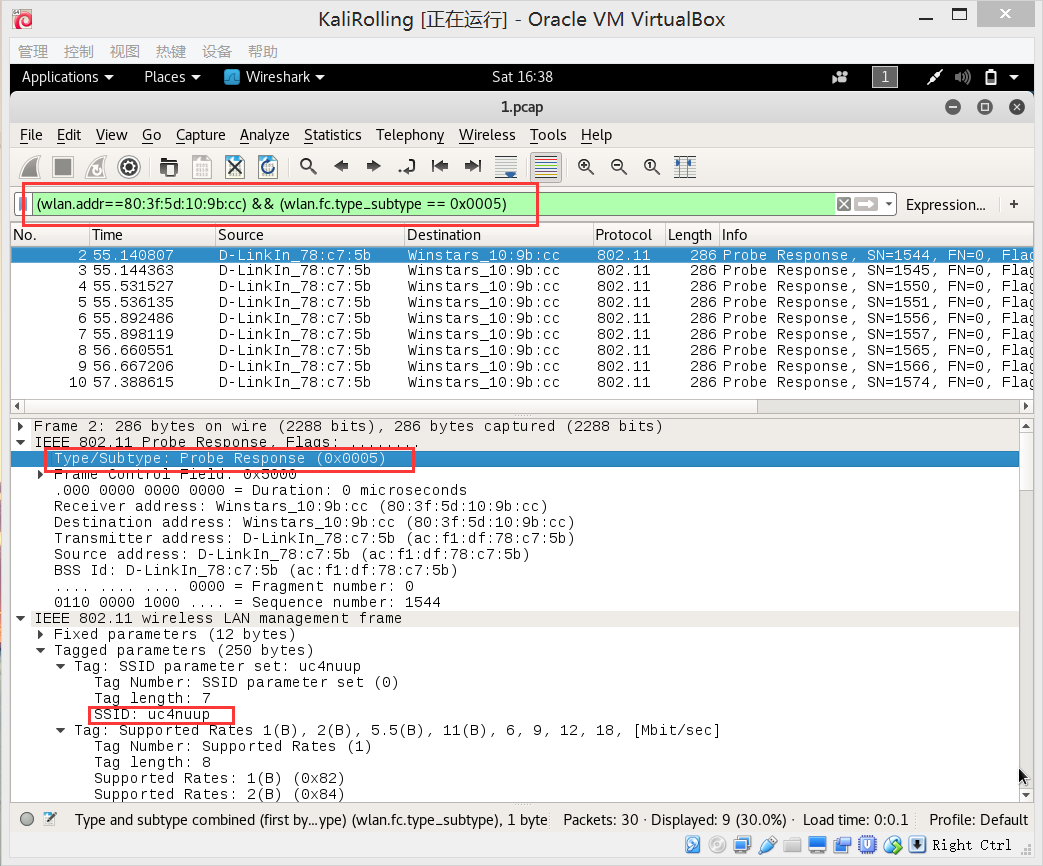 KaliRolling [正在运行] - Oracle VM VirtualBox
管理 控制 视图 热键 设备 帮助
Applications Places Wireshark Sat 16:38 1
1.pcap
File Edit View Go Capture Analyze Statistics Telephony Wireless Tools Help
(wlan.addr==80:3f:5d:10:9b:cc) && (wlan.fc.type_subtype == 0x0005) Expression... +
No. Time Source Destination Protocol Length Info
2 55.140807 D-LinkIn_78:c7:5b Winstars_10:9b:cc 802.11 286 Probe Response, SN=1544, FN=0, Flag
3 55.144363 D-LinkIn_78:c7:5b Winstars_10:9b:cc 802.11 286 Probe Response, SN=1545, FN=0, Flag
4 55.531527 D-LinkIn_78:c7:5b Winstars_10:9b:cc 802.11 286 Probe Response, SN=1550, FN=0, Flag
5 55.536135 D-LinkIn_78:c7:5b Winstars_10:9b:cc 802.11 286 Probe Response, SN=1551, FN=0, Flag
6 55.892486 D-LinkIn_78:c7:5b Winstars_10:9b:cc 802.11 286 Probe Response, SN=1556, FN=0, Flag
7 55.898119 D-LinkIn_78:c7:5b Winstars_10:9b:cc 802.11 286 Probe Response, SN=1557, FN=0, Flag
8 56.660551 D-LinkIn_78:c7:5b Winstars_10:9b:cc 802.11 286 Probe Response, SN=1565, FN=0, Flag
9 56.667206 D-LinkIn_78:c7:5b Winstars_10:9b:cc 802.11 286 Probe Response, SN=1566, FN=0, Flag
10 57.388615 D-LinkIn_78:c7:5b Winstars_10:9b:cc 802.11 286 Probe Response, SN=1574, FN=0, Flag
Frame 2: 286 bytes on wire (2288 bits), 286 bytes captured (2288 bits)
IEEE 802.11 Probe Response, Flags: ........
Type/Subtype: Probe Response (0x0005)
Frame Control Field: 0x5000
.000 0000 0000 0000 = Duration: 0 microseconds
Receiver address: Winstars_10:9b:cc (80:3f:5d:10:9b:cc)
Destination address: Winstars_10:9b:cc (80:3f:5d:10:9b:cc)
Transmitter address: D-LinkIn_78:c7:5b (ac:f1:df:78:c7:5b)
Source address: D-LinkIn_78:c7:5b (ac:f1:df:78:c7:5b)
BSS Id: D-LinkIn_78:c7:5b (ac:f1:df:78:c7:5b)
.... .... .... 0000 = Fragment number: 0
0110 0000 1000 .... = Sequence number: 1544
IEEE 802.11 wireless LAN management frame
Fixed parameters (12 bytes)
Tagged parameters (250 bytes)
Tag: SSID parameter set: uc4nuup
Tag Number: SSID parameter set (0)
Tag length: 7
SSID: uc4nuup
Tag: Supported Rates 1(B), 2(B), 5.5(B), 11(B), 6, 9, 12, 18, [Mbit/sec]
Tag Number: Supported Rates (1)
Tag length: 8
Supported Rates: 1(B) (0x82)
Supported Rates: 2(B) (0x84)
Type and subtype combined (first by...ype) (wlan.fc.type_subtype), 1 byte Packets: 30 · Displayed: 9 (30.0%) · Load time: 0:0.1 Profile: Default
Right Ctrl